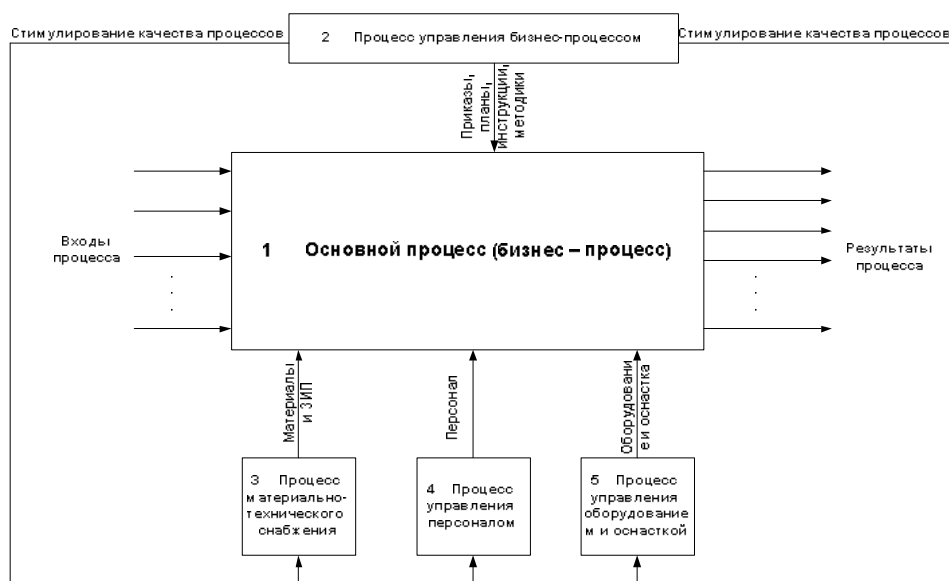 Стимулирование качества процессов
2 Процесс управления бизнес-процессом
Стимулирование качества процессов
Приказы,
планы,
инструкции,
методики
Входы
процесса
1 Основной процесс (бизнес – процесс)
Результаты
процесса
Материалы
и ЗИП
Персонал
Оборудовани
е и оснастка
3 Процесс
материально-
технического
снабжения
4 Процесс
управления
персоналом
5 Процесс
управления
оборудование
м и оснасткой